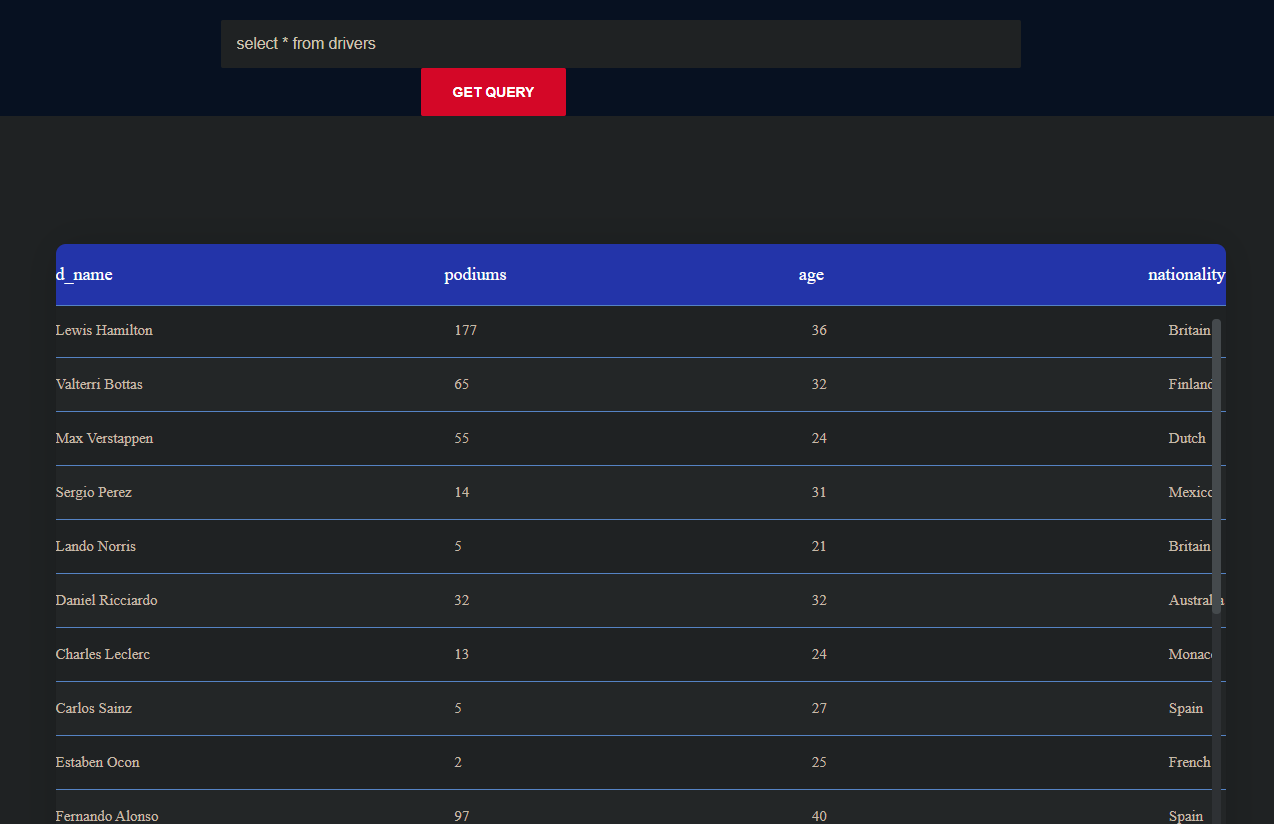 select * from drivers
GET QUERY
d_name podiums age nationality
Lewis Hamilton 177 36 Britain
Valterri Bottas 65 32 Finland
Max Verstappen 55 24 Dutch
Sergio Perez 14 31 Mexico
Lando Norris 5 21 Britain
Daniel Ricciardo 32 32 Australia
Charles Leclerc 13 24 Monaco
Carlos Sainz 5 27 Spain
Estaben Ocon 2 25 French
Fernando Alonso 97 40 Spain